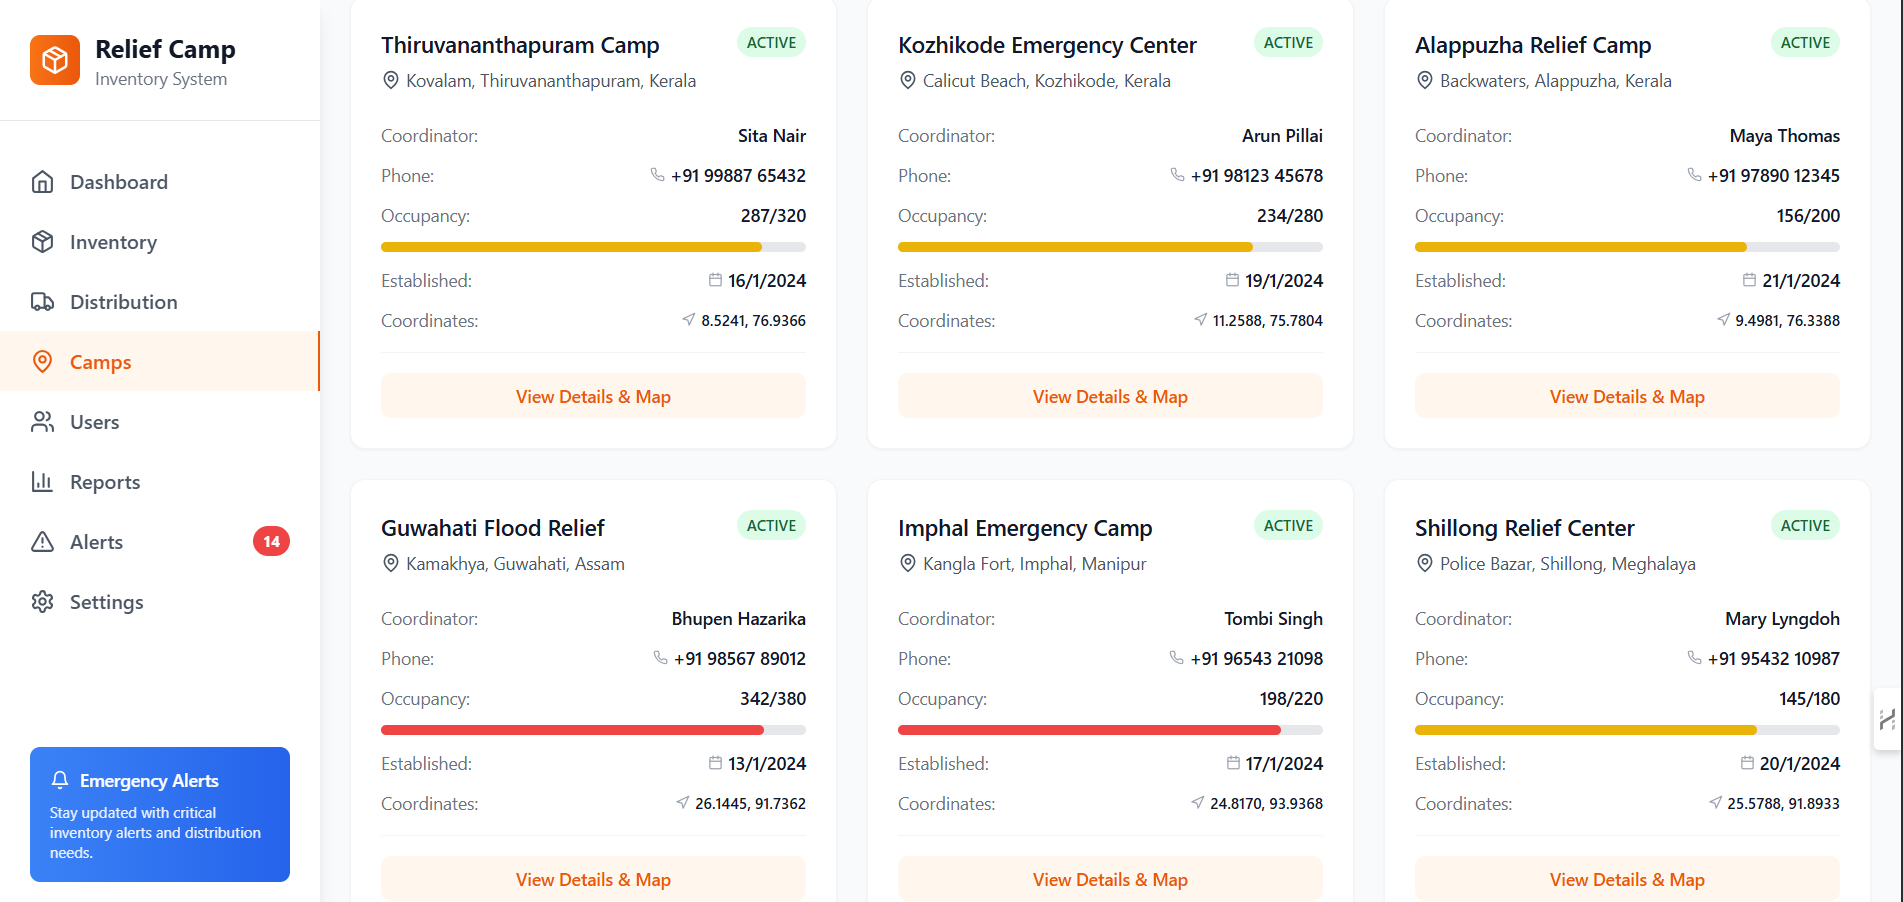 Relief Camp
Inventory System
Dashboard
Inventory
Distribution
Camps
Users
Reports
Alerts 14
Settings
Emergency Alerts
Stay updated with critical
inventory alerts and distribution
needs.
Thiruvananthapuram Camp ACTIVE
Kovalam, Thiruvananthapuram, Kerala
Coordinator: Sita Nair
Phone: +91 99887 65432
Occupancy: 287/320
Established: 16/1/2024
Coordinates: 8.5241, 76.9366
View Details & Map
Kozhikode Emergency Center ACTIVE
Calicut Beach, Kozhikode, Kerala
Coordinator: Arun Pillai
Phone: +91 98123 45678
Occupancy: 234/280
Established: 19/1/2024
Coordinates: 11.2588, 75.7804
View Details & Map
Alappuzha Relief Camp ACTIVE
Backwaters, Alappuzha, Kerala
Coordinator: Maya Thomas
Phone: +91 97890 12345
Occupancy: 156/200
Established: 21/1/2024
Coordinates: 9.4981, 76.3388
View Details & Map
Guwahati Flood Relief ACTIVE
Kamakhya, Guwahati, Assam
Coordinator: Bhupen Hazarika
Phone: +91 98567 89012
Occupancy: 342/380
Established: 13/1/2024
Coordinates: 26.1445, 91.7362
View Details & Map
Imphal Emergency Camp ACTIVE
Kangla Fort, Imphal, Manipur
Coordinator: Tombi Singh
Phone: +91 96543 21098
Occupancy: 198/220
Established: 17/1/2024
Coordinates: 24.8170, 93.9368
View Details & Map
Shillong Relief Center ACTIVE
Police Bazar, Shillong, Meghalaya
Coordinator: Mary Lyngdoh
Phone: +91 95432 10987
Occupancy: 145/180
Established: 20/1/2024
Coordinates: 25.5788, 91.8933
View Details & Map